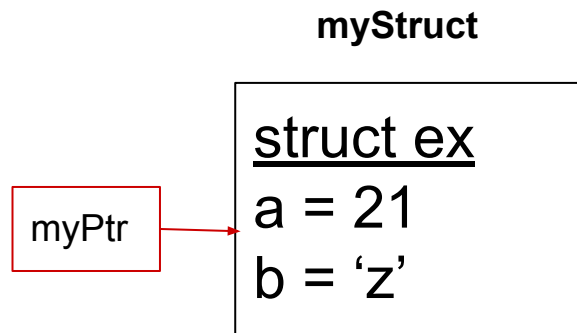 myStruct
struct ex
a = 21
myPtr
b = ‘z’